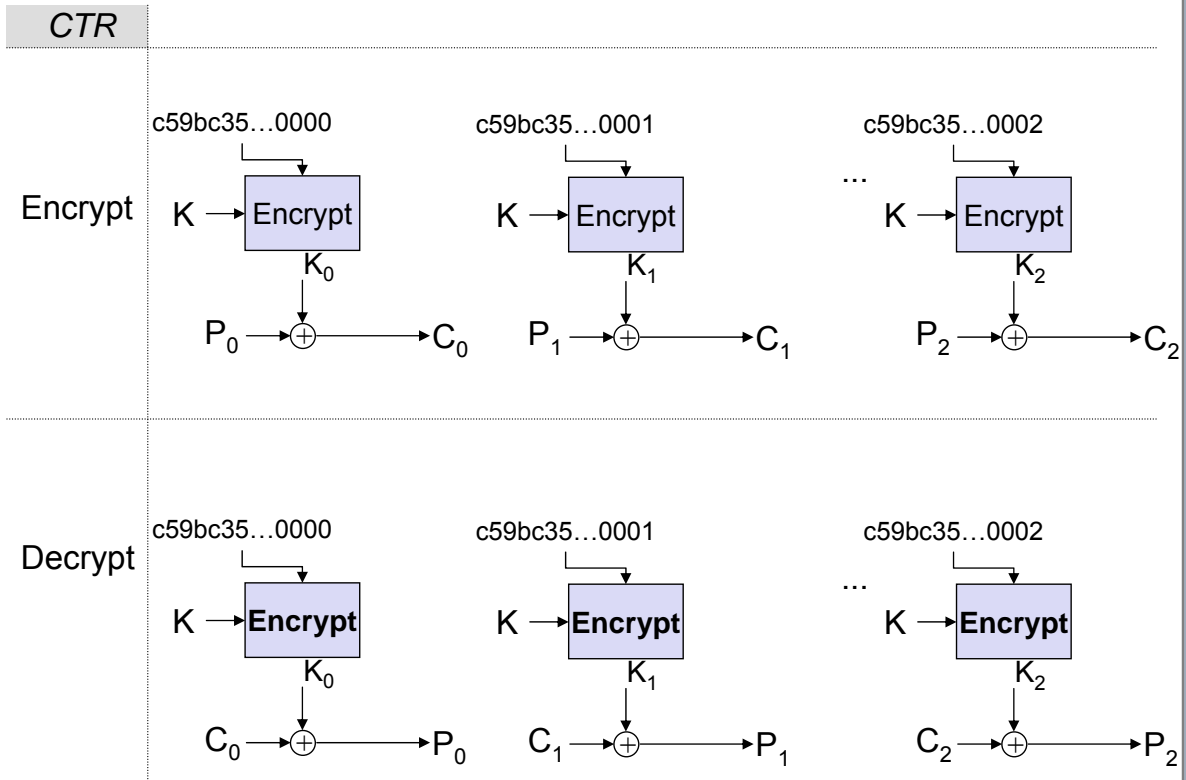 CTR
c59bc35…0000 c59bc35…0001 c59bc35…0002
...
Encrypt K Encrypt K Encrypt K Encrypt
K₀ K₁ K₂
P₀ + C₀ P₁ + C₁ P₂ + C₂
c59bc35…0000 c59bc35…0001 c59bc35…0002
Decrypt ...
K Encrypt K Encrypt K Encrypt
K₀ K₁ K₂
C₀ + P₀ C₁ + P₁ C₂ + P₂